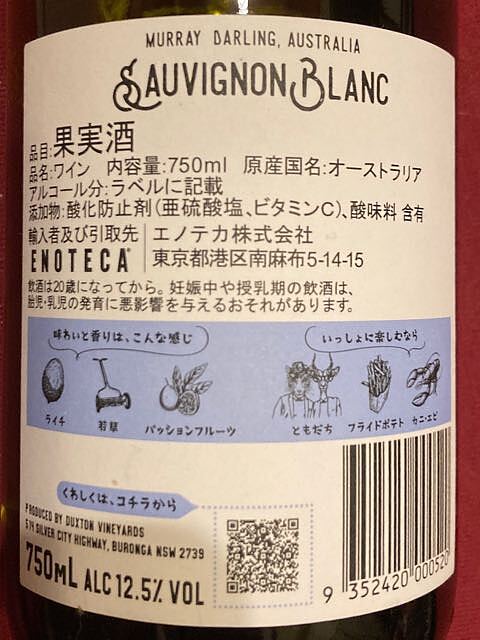 MURRAY DARLING, AUSTRALIA
SAUVIGNON BLANC
品目:果実酒
品名:ワイン 内容量:750ml 原産国名:オーストラリア
アルコール分:ラベルに記載
添加物:酸化防止剤(亜硫酸塩、ビタミンC)、酸味料 含有
輸入者及び引取先 エノテカ株式会社
ENOTECA® 東京都港区南麻布5-14-15
飲酒は20歳になってから。妊娠中や授乳期の飲酒は、
胎児・乳児の発育に悪影響を与えるおそれがあります。
味わいと香りは、こんな感じ いっしょに楽しむなら
ライチ 若草 パッションフルーツ ともだち フライドポテト カニ・エビ
くわしくは、コチラから
PRODUCED BY DUXTON VINEYARDS
574 SILVER CITY HIGHWAY, BURONGA NSW 2739
750ML ALC 12.5% VOL
9 352420 000520